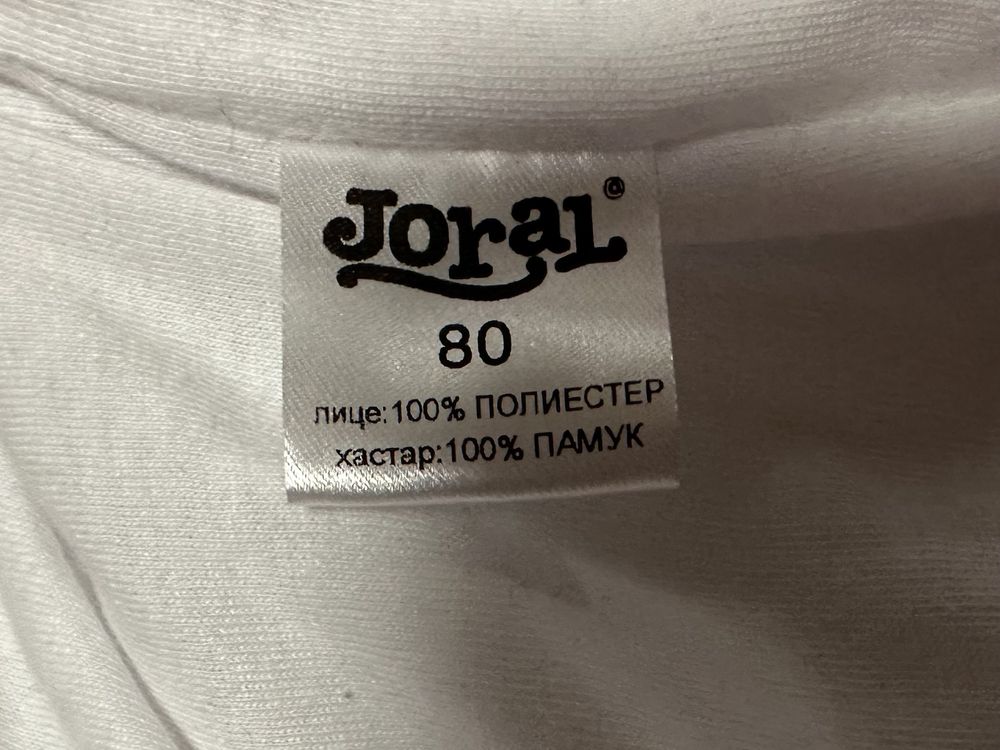 JoraL®
80
лице:100% ПОЛИЕСТЕР
хастар:100% ПАМУК